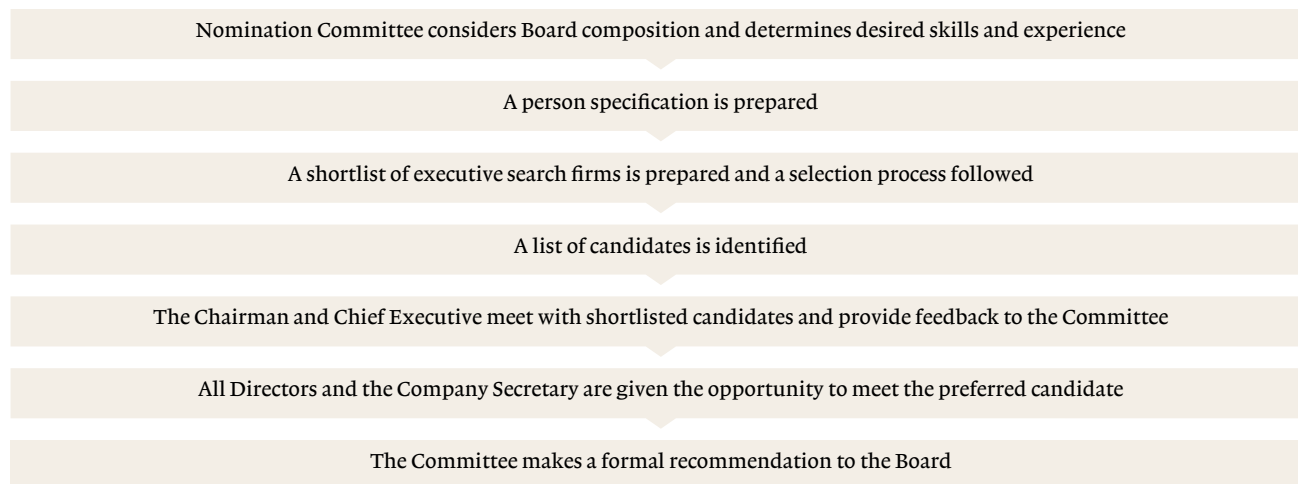 Nomination Committee considers Board composition and determines desired skills and experience
A person specification is prepared
A shortlist of executive search firms is prepared and a selection process followed
A list of candidates is identified
The Chairman and Chief Executive meet with shortlisted candidates and provide feedback to the Committee
All Directors and the Company Secretary are given the opportunity to meet the preferred candidate
The Committee makes a formal recommendation to the Board